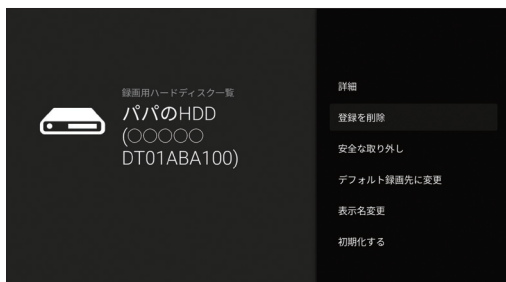 録画用ハードディスク一覧
パパのHDD
(○○○○○
DT01ABA100)
詳細
登録を削除
安全な取り外し
デフォルト録画先に変更
表示名変更
初期化する